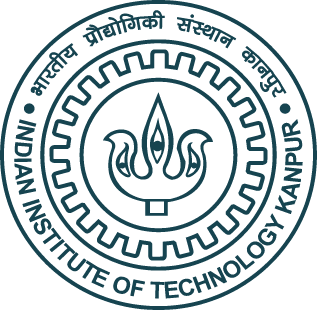 भारतीय प्रौद्योगिकी संस्थान कानपुर
INDIAN INSTITUTE OF TECHNOLOGY KANPUR